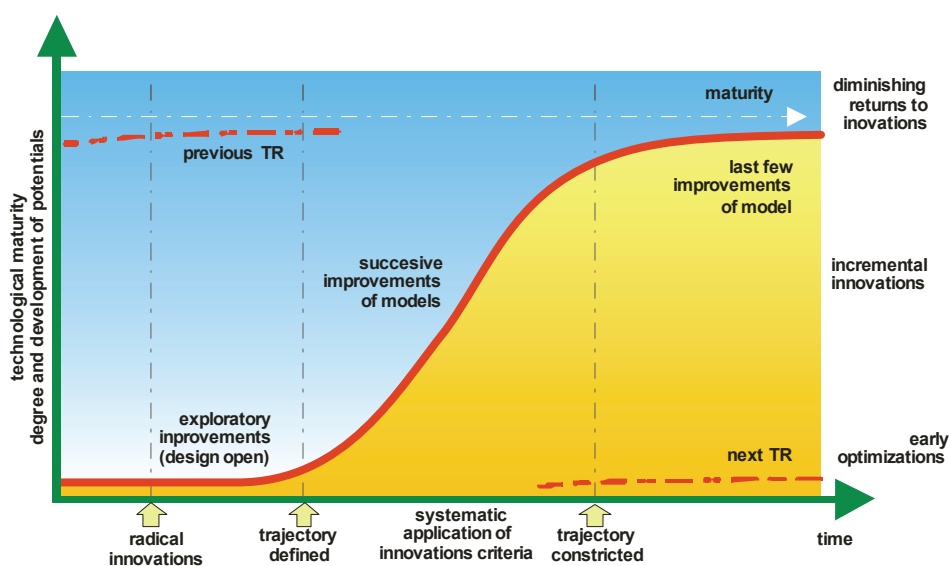 technological maturity
degree and development of potentials
maturity
diminishing
returns to
inovations
previous TR
last few
improvements
of model
succesive
improvements
of models
incremental
innovations
exploratory
inprovements
(design open)
next TR
early
optimizations
radical
innovations
trajectory
defined
systematic
application of
innovations criteria
trajectory
constricted
time